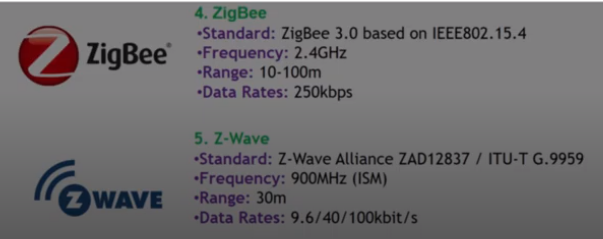 4. ZigBee
ZigBee®
•Standard: ZigBee 3.0 based on IEEE802.15.4
•Frequency: 2.4GHz
•Range: 10-100m
•Data Rates: 250kbps
5. Z-Wave
Z WAVE
•Standard: Z-Wave Alliance ZAD12837 / ITU-T G.9959
•Frequency: 900MHz (ISM)
•Range: 30m
•Data Rates: 9.6/40/100kbit/s